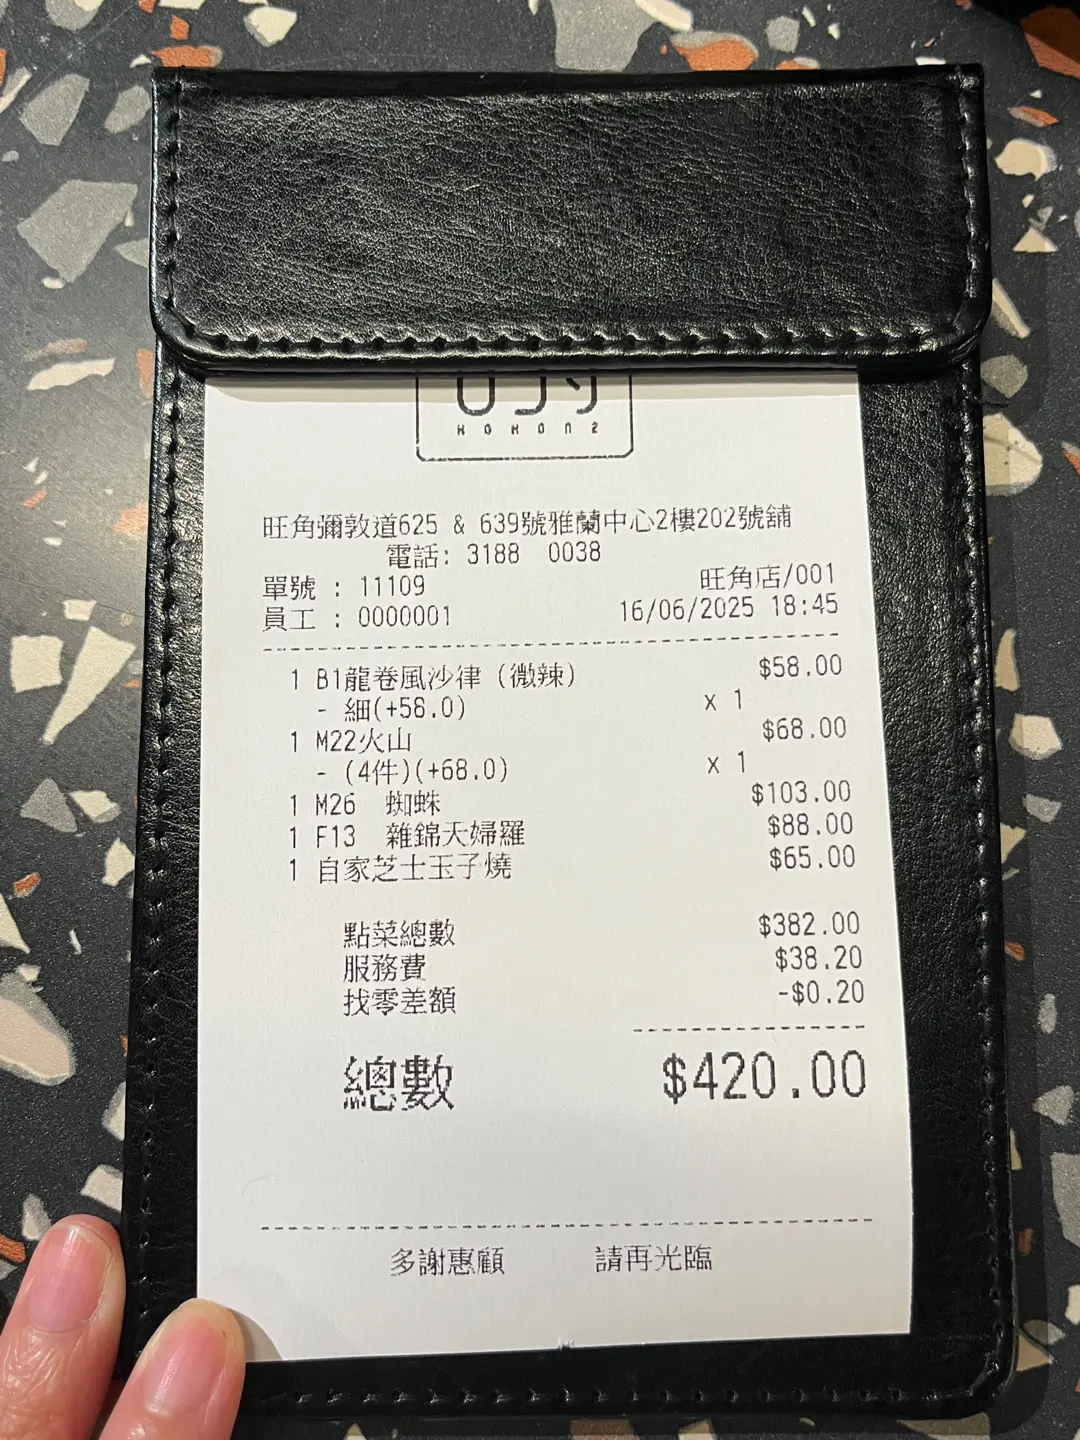 KOKON2
旺角彌敦道625 & 639號雅蘭中心2樓202號舖
電話: 3188 0038
單號 : 11109 旺角店/001
員工 : 0000001 16/06/2025 18:45
1 B1龍卷風沙律 (微辣) $58.00
- 細(+58.0) x 1
1 M22火山 $68.00
- (4件)(+68.0) x 1
1 M26 蜘蛛 $103.00
1 F13 雜錦天婦羅 $88.00
1 自家芝士玉子燒 $65.00
點菜總數 $382.00
服務費 $38.20
找零差額 -$0.20
總數 $420.00
多謝惠顧 請再光臨